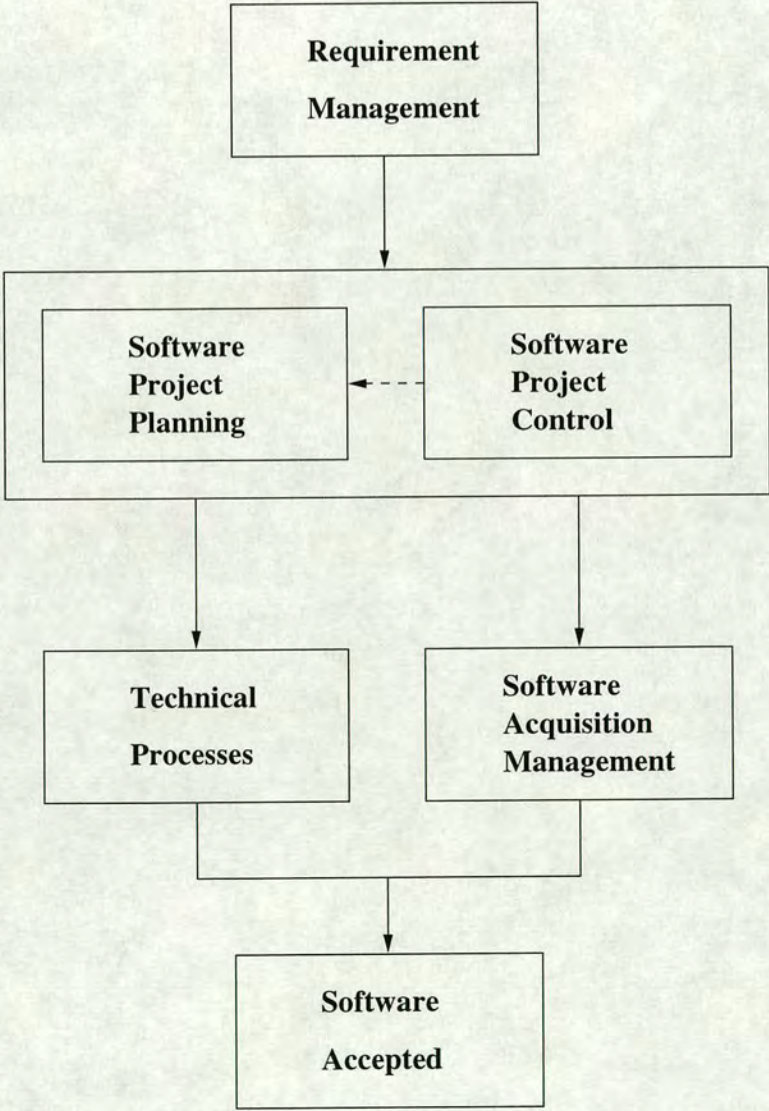 Requirement
Management
Software
Project
Planning
Software
Project
Control
Technical
Processes
Software
Acquisition
Management
Software
Accepted